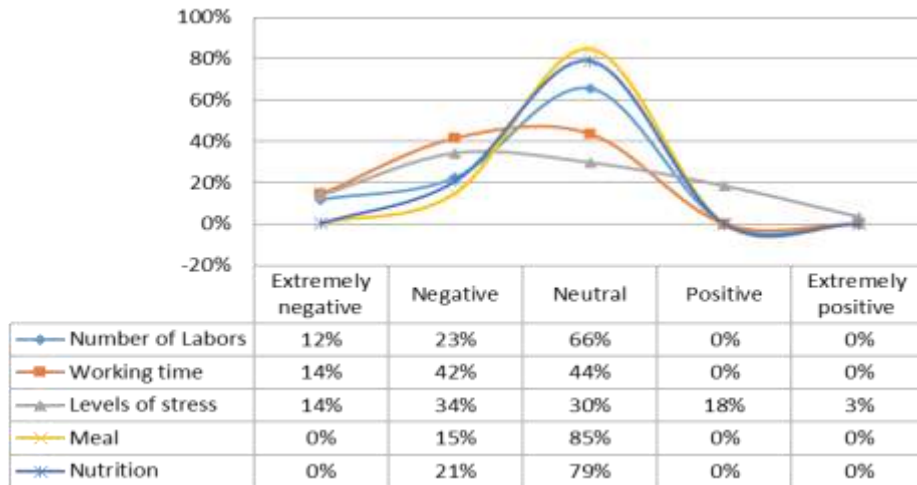 100%
80%
60%
40%
20%
0%
-20%
Extremely negative Negative Neutral Positive Extremely positive
Number of Labors 12% 23% 66% 0% 0%
Working time 14% 42% 44% 0% 0%
Levels of stress 14% 34% 30% 18% 3%
Meal 0% 15% 85% 0% 0%
Nutrition 0% 21% 79% 0% 0%